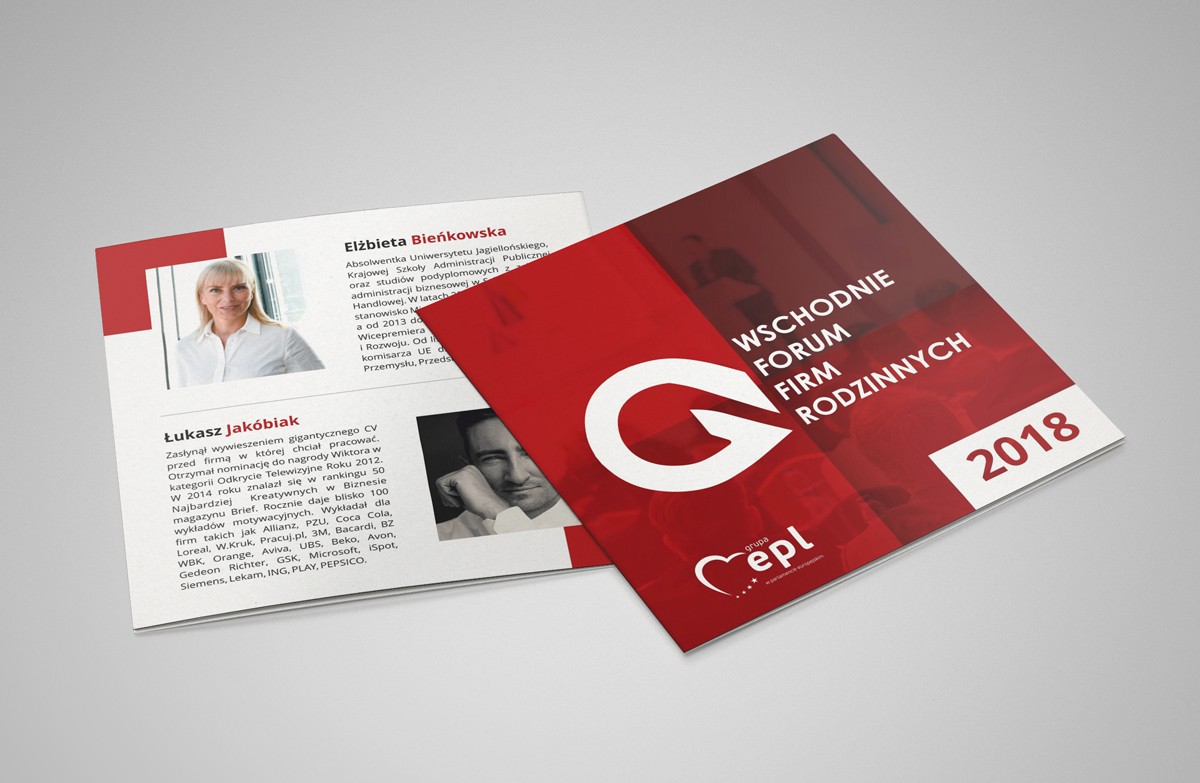 Elżbieta Bieńkowska
Absolwentka Uniwersytetu Jagiellońskiego,
Krajowej Szkoły Administracji Publicznej
oraz studiów podyplomowych z
administracji biznesowej w
Handlowej. W latach
stanowisko
a od 2013 do
Wicepremiera
i Rozwoju. Od
komisarza UE
Przemysłu,
Łukasz Jakóbiak
Zasłynął wywieszeniem gigantycznego CV
przed firmą w której chciał pracować.
Otrzymał nominację do nagrody Wiktora w
kategorii Odkrycie Telewizyjne Roku 2012.
W 2014 roku znalazł się w rankingu 50
Najbardziej Kreatywnych w Biznesie
magazynu Brief. Rocznie daje blisko 100
wykładów motywacyjnych. Wykładał dla
firm takich jak Allianz, PZU, Coca Cola,
Loreal, W.Kruk, Pracuj.pl, 3M, Bacardi, BZ
WBK, Orange, Aviva, UBS, Beko, Avon,
Gedeon Richter, GSK, Microsoft, iSpot,
Siemens, Lekam, ING, PLAY, PEPSICO.
WSCHODNIE
FORUM
FIRM
RODZINNYCH
2018
grupa
epl
w parlamencie europejskim